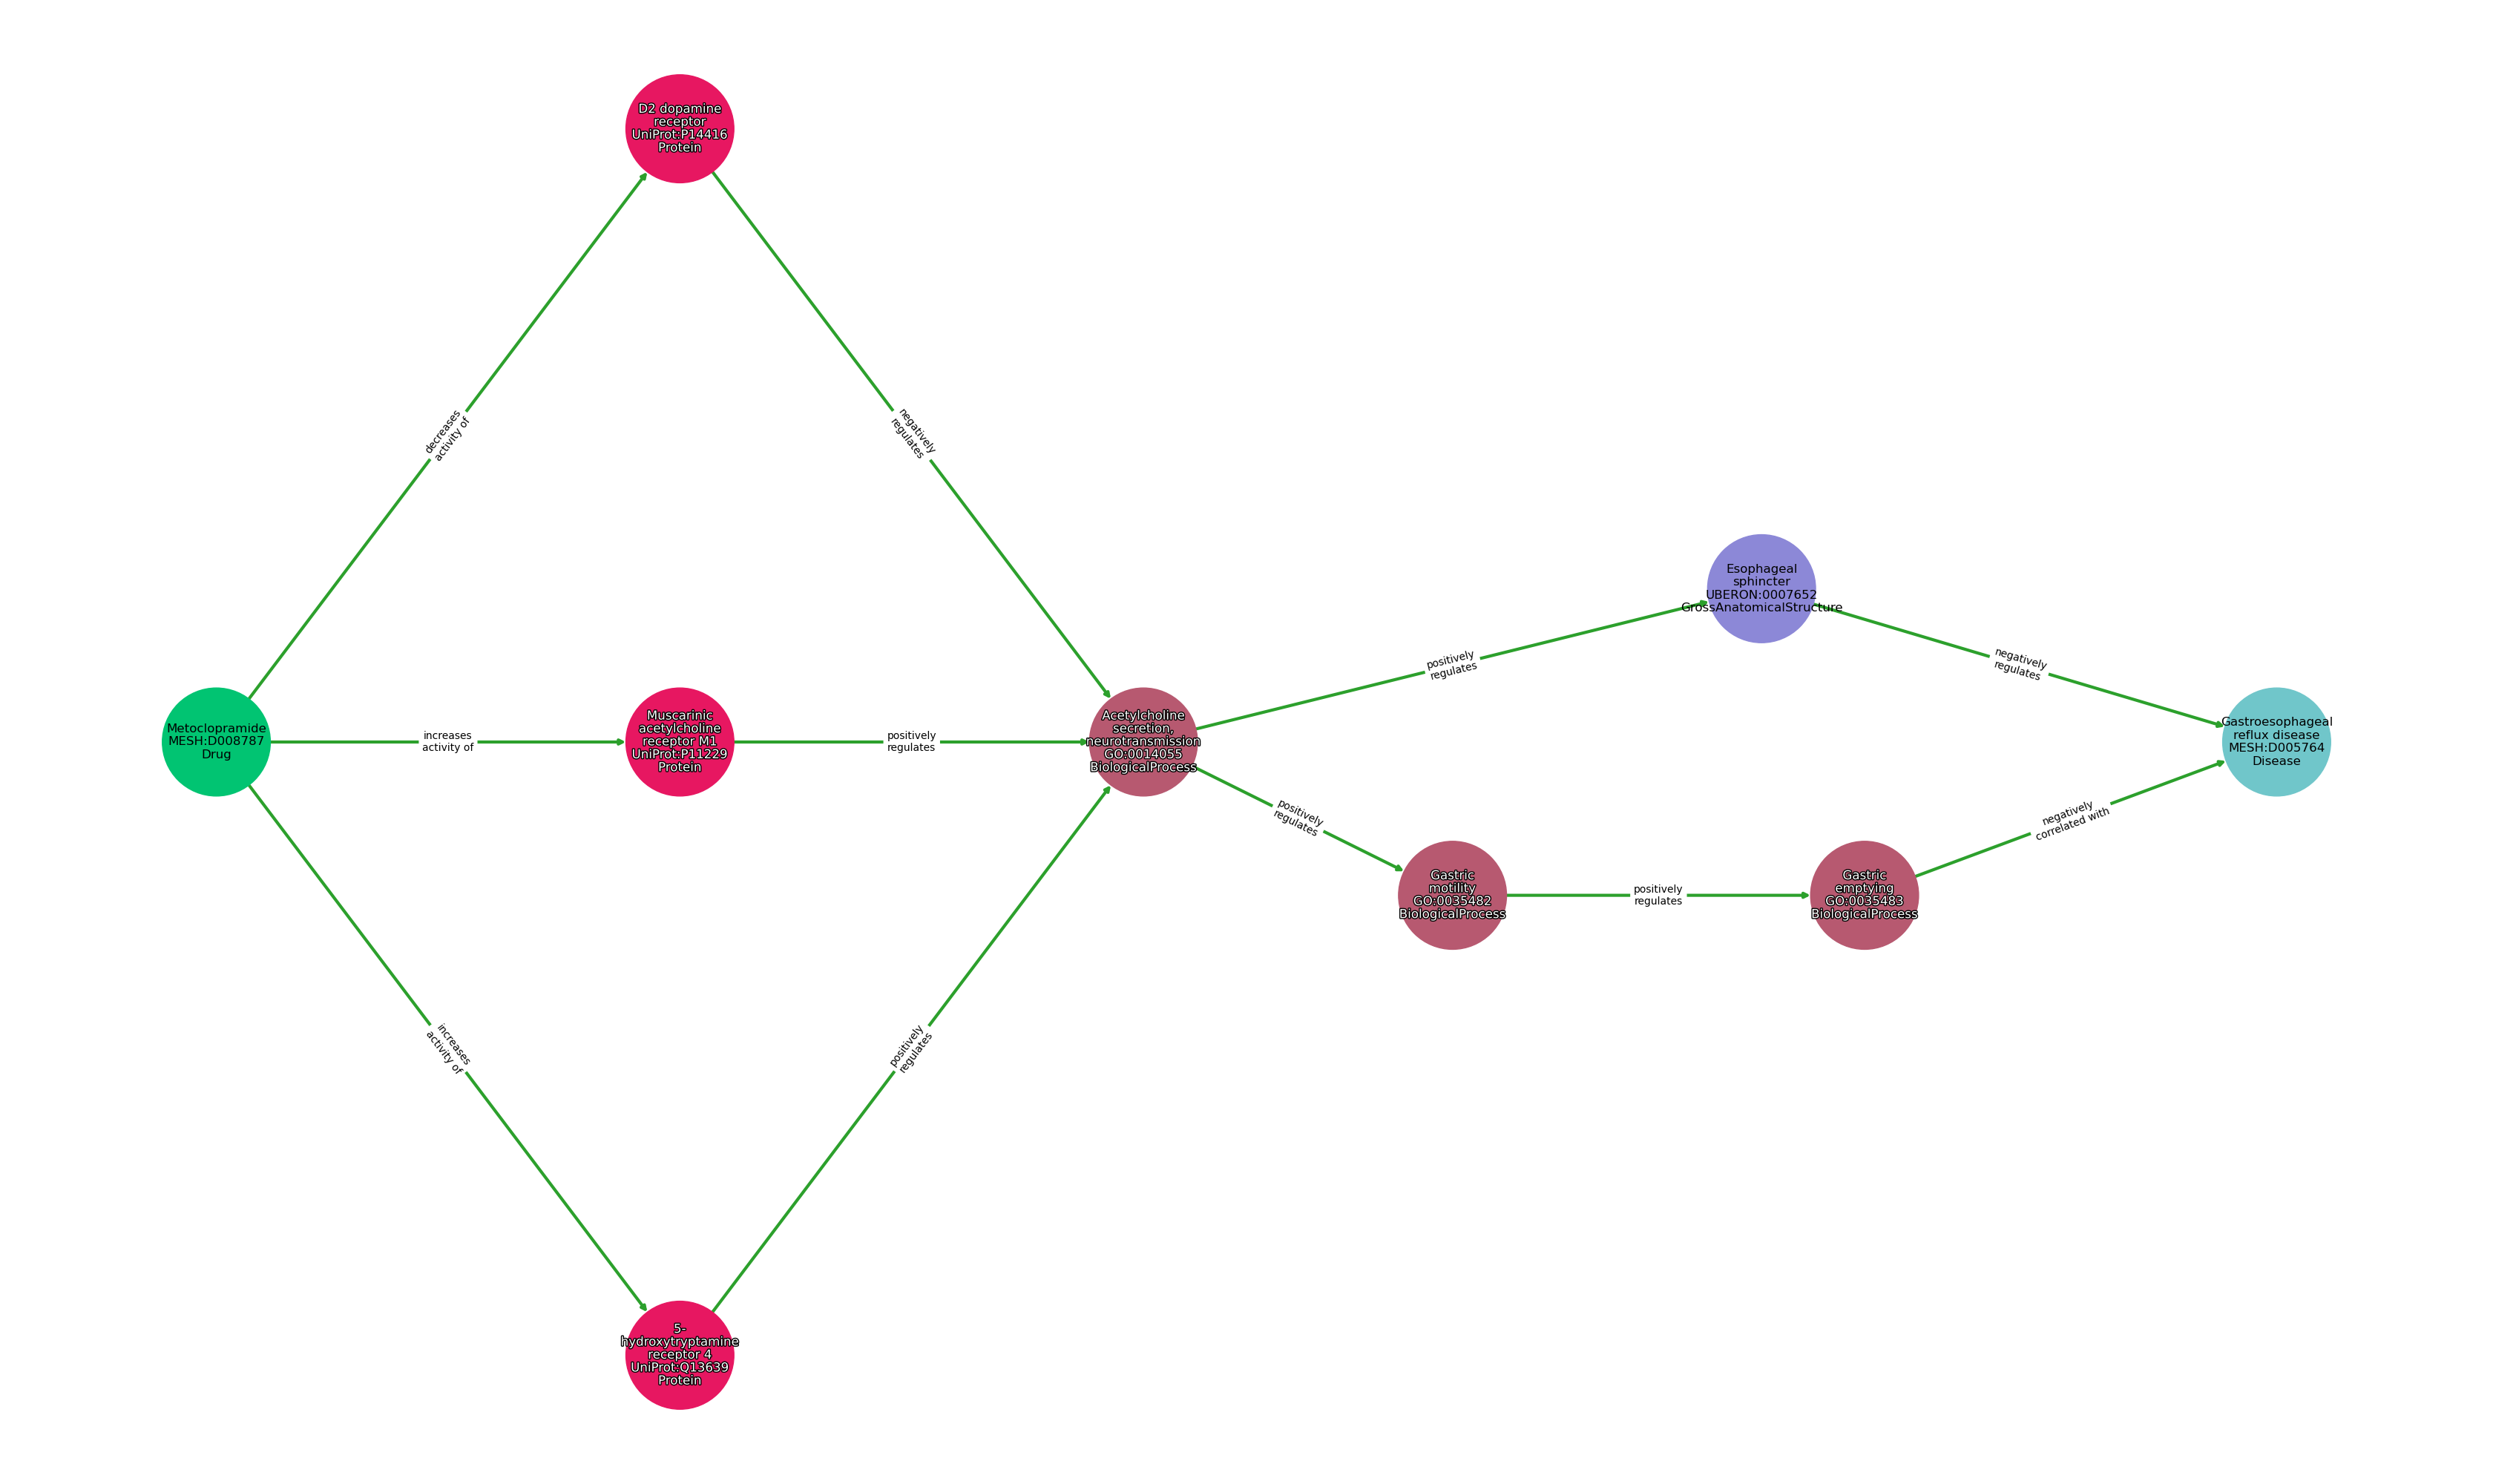 D2 dopamine
receptor
UniProt:P14416
Protein
decreases
activity of
negatively
regulates
Esophageal
sphincter
UBERON:0007652
GrossAnatomicalStructure
positively
regulates
negatively
regulates
Metoclopramide
MESH:D008787
Drug
increases
activity of
Muscarinic
acetylcholine
receptor M1
UniProt:P11229
Protein
positively
regulates
Acetylcholine
secretion,
neurotransmission
GO:0014055
BiologicalProcess
Gastroesophageal
reflux disease
MESH:D005764
Disease
positively
regulates
negatively
correlated with
Gastric
motility
GO:0035482
BiologicalProcess
positively
regulates
Gastric
emptying
GO:0035483
BiologicalProcess
increases
activity of
positively
regulates
5-
hydroxytryptamine
receptor 4
UniProt:Q13639
Protein